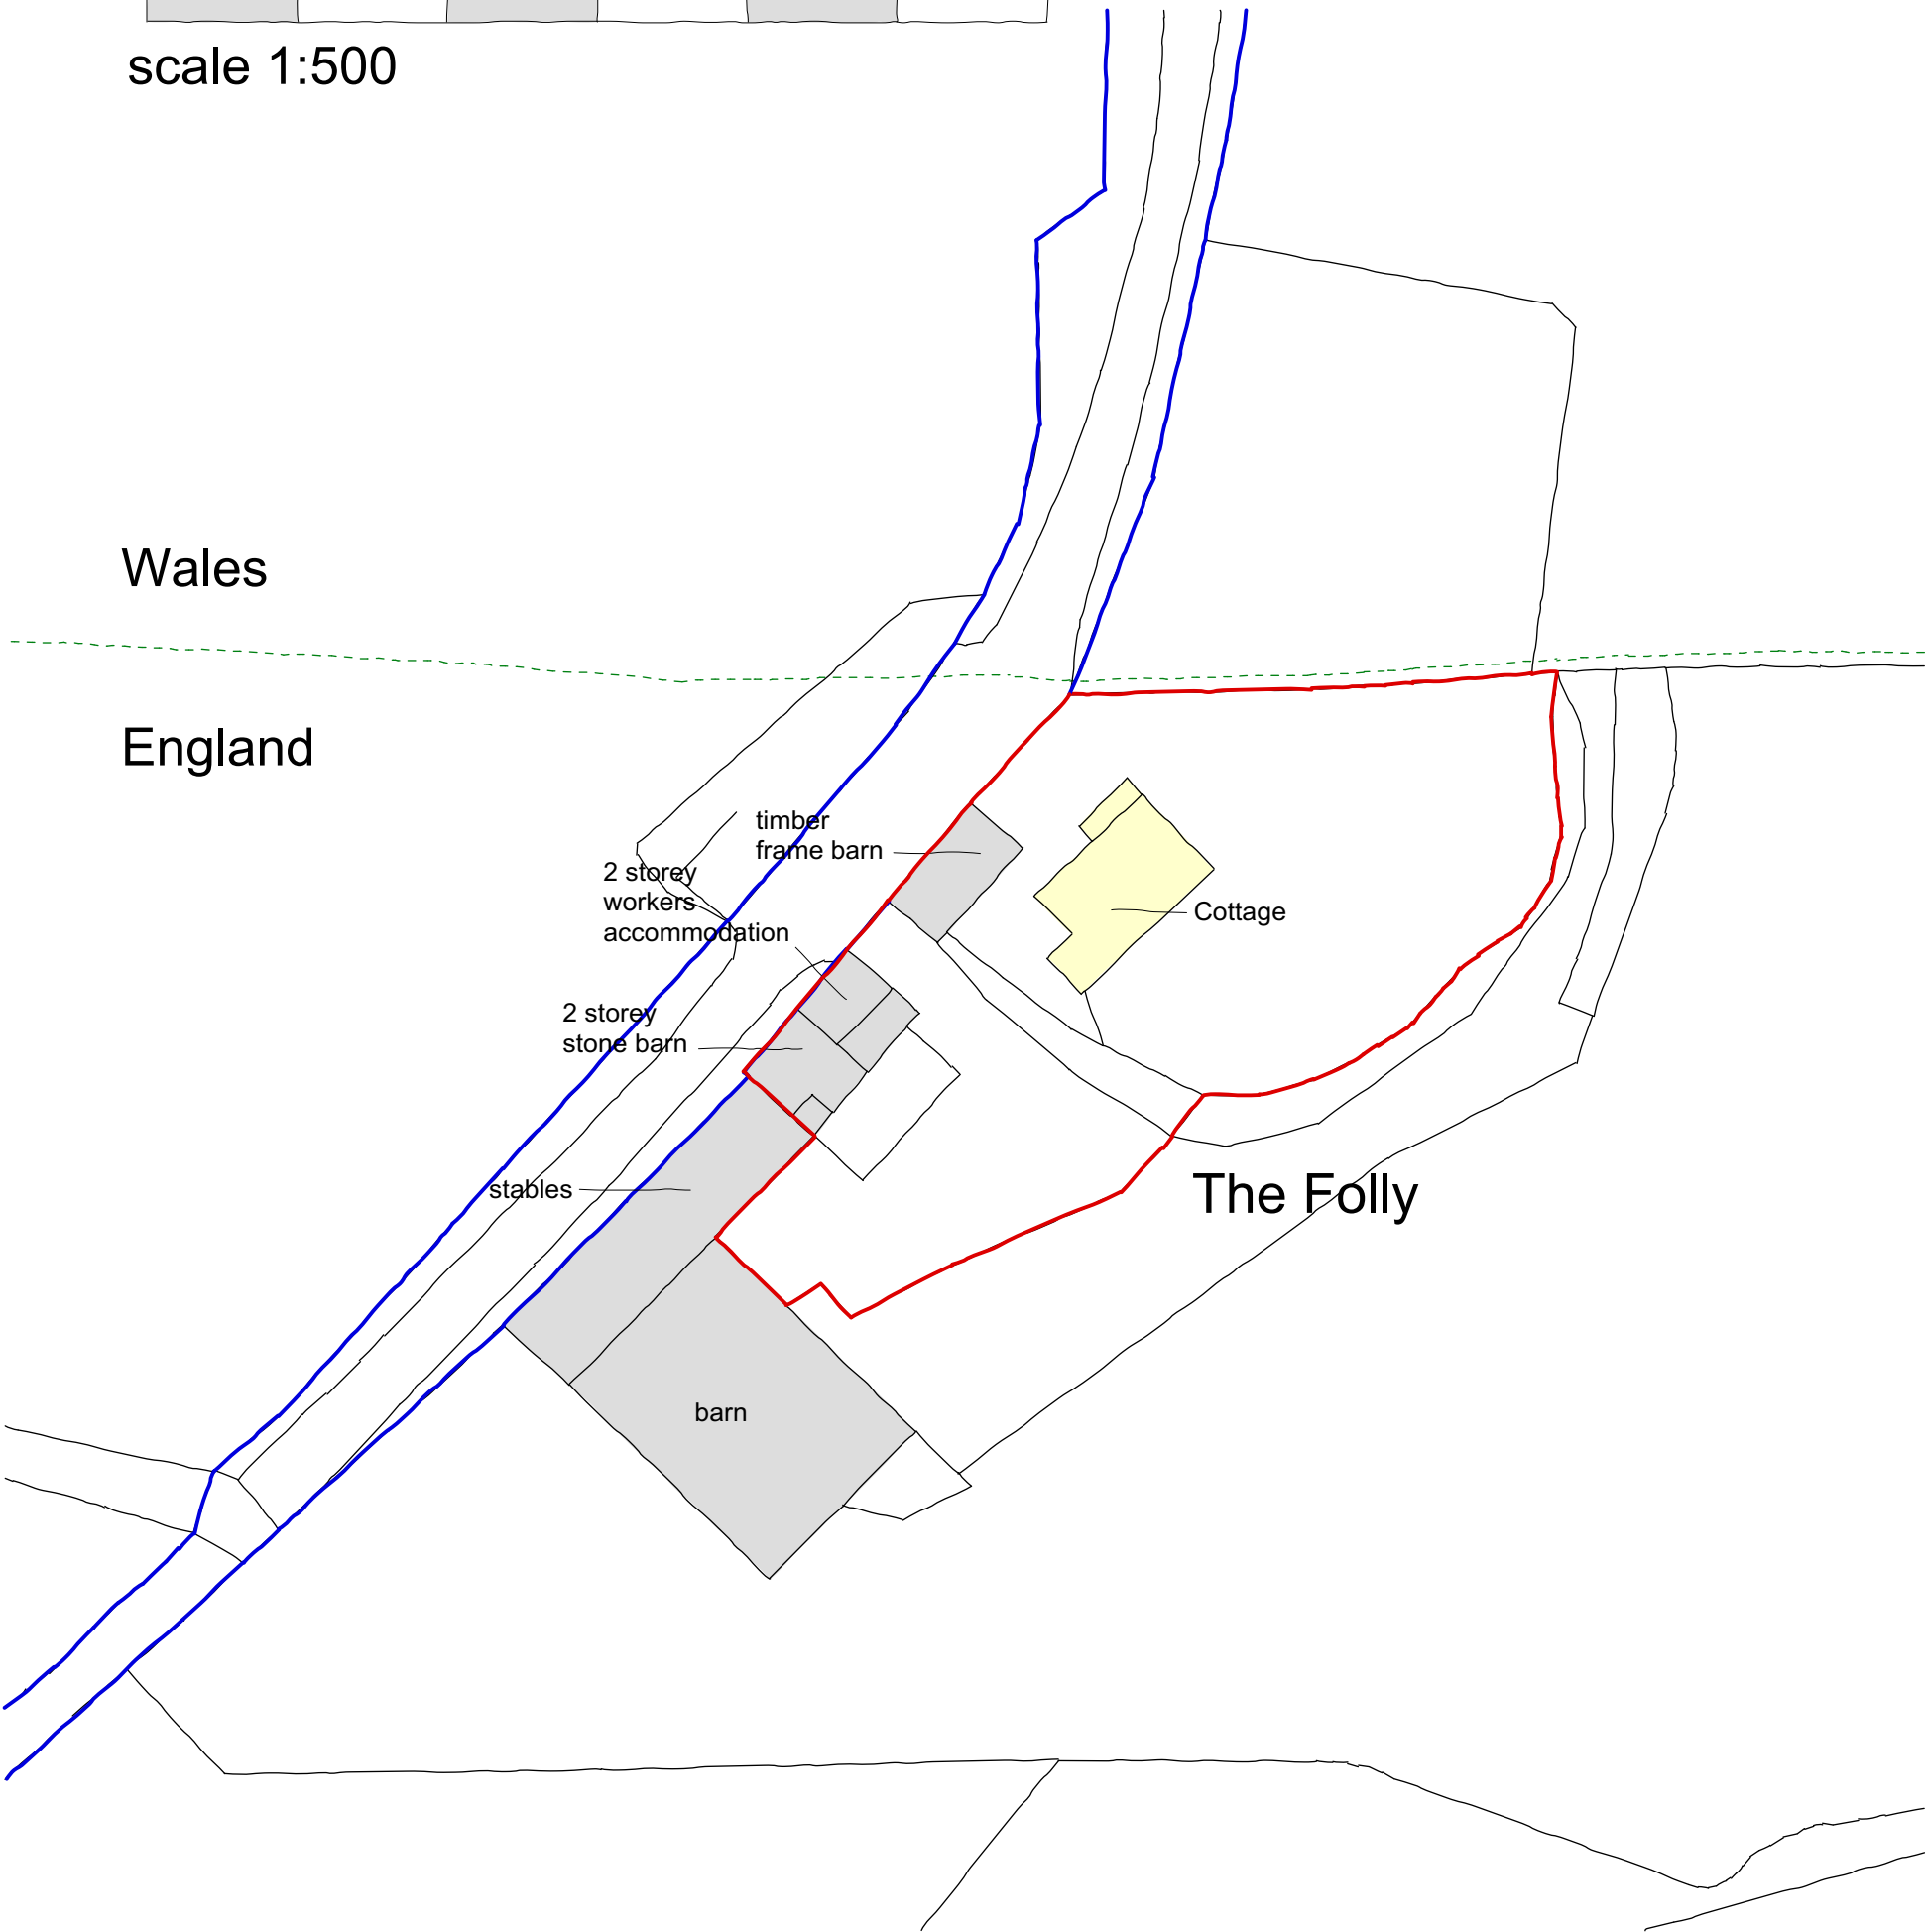 scale 1:500
Wales
England
timber
frame barn
2 storey
workers
accommodation
Cottage
2 storey
stone barn
stables
The Folly
barn